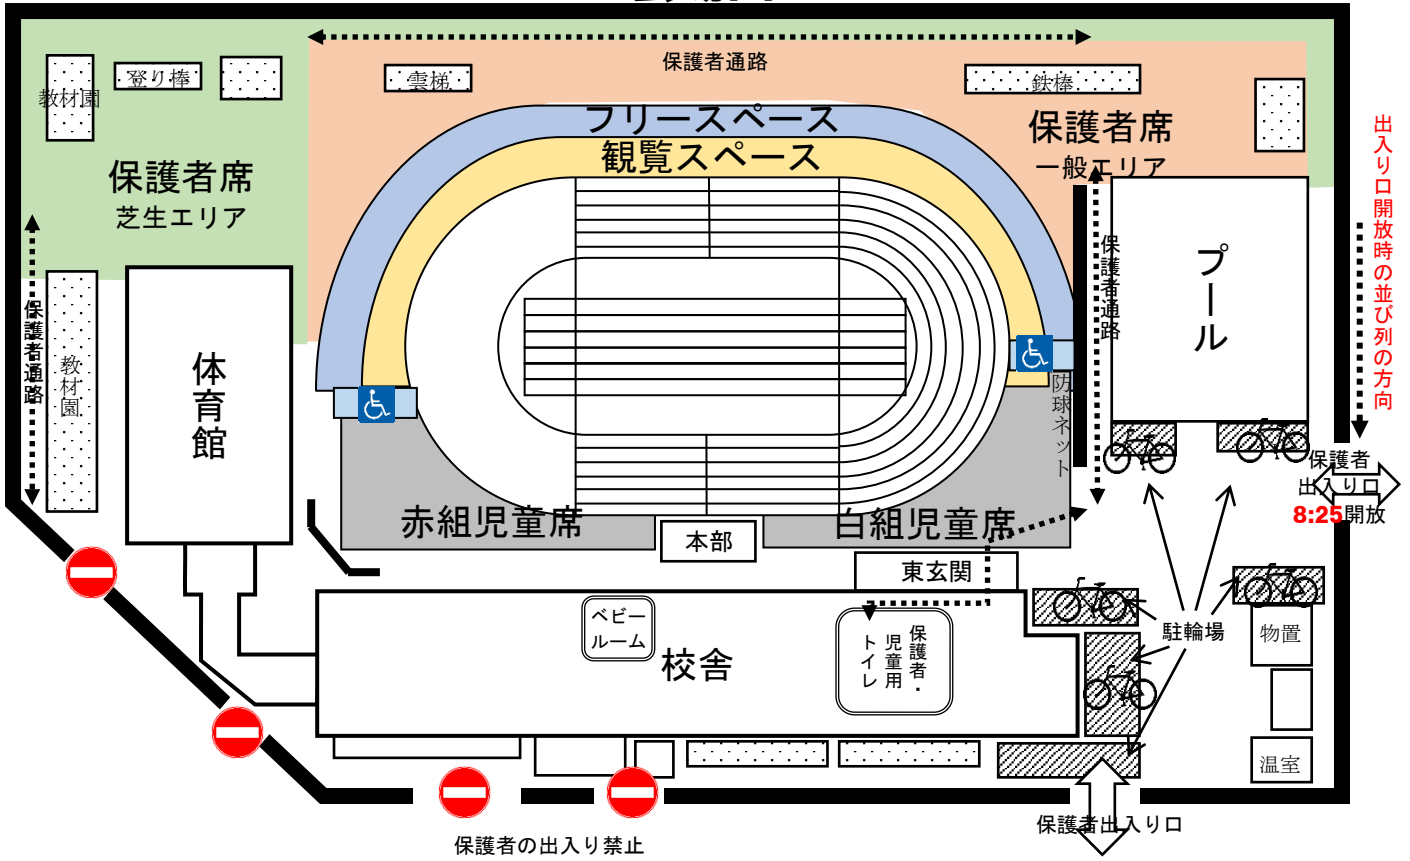 保護者通路
教材園
登り棒
雲梯
鉄棒
フリースペース
観覧スペース
保護者席
一般エリア
保護者席
芝生エリア
出入り口開放時の並び列の方向
保護者通路
教材園
体育館
保護者通路
プール
防球ネット
保護者
出入り口
8:25開放
赤組児童席
本部
白組児童席
東玄関
ベビー
ルーム
校舎
保護者・
児童用
トイレ
駐輪場
物置
温室
保護者出入り口
保護者の出入り禁止